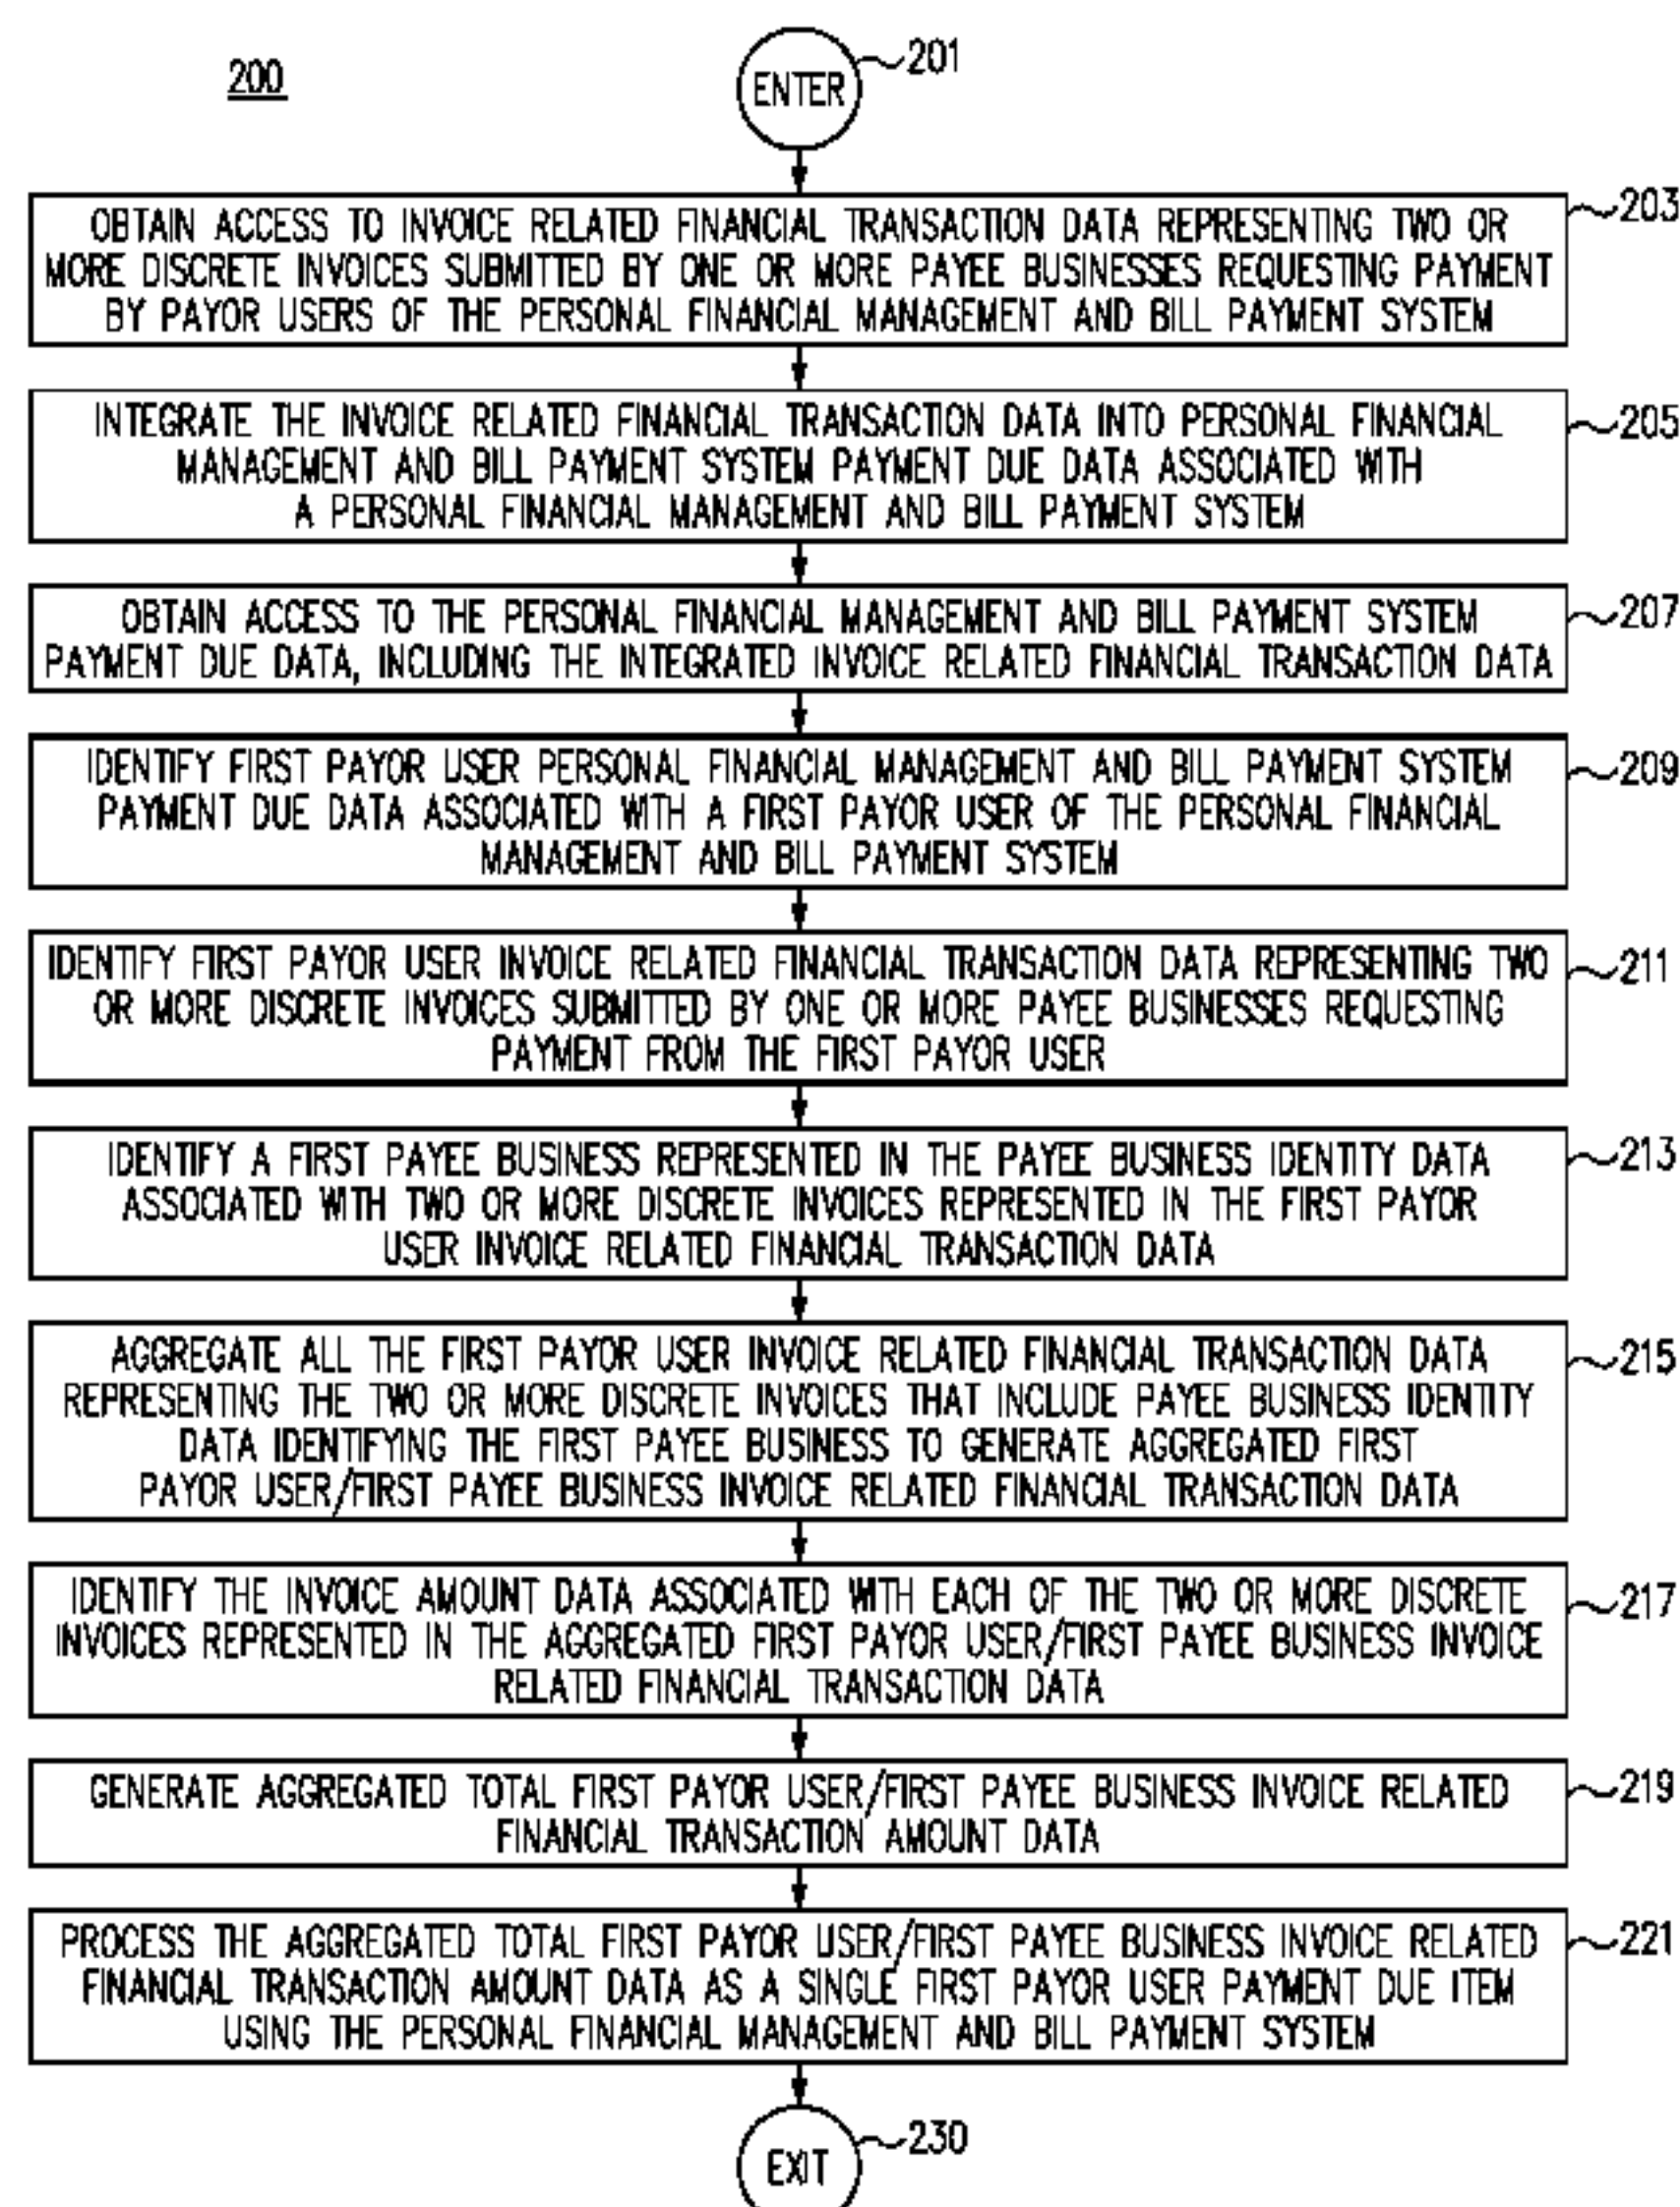 200
ENTER
201
OBTAIN ACCESS TO INVOICE RELATED FINANCIAL TRANSACTION DATA REPRESENTING TWO OR
MORE DISCRETE INVOICES SUBMITTED BY ONE OR MORE PAYEE BUSINESSES REQUESTING PAYMENT
BY PAYOR USERS OF THE PERSONAL FINANCIAL MANAGEMENT AND BILL PAYMENT SYSTEM
203
INTEGRATE THE INVOICE RELATED FINANCIAL TRANSACTION DATA INTO PERSONAL FINANCIAL
MANAGEMENT AND BILL PAYMENT SYSTEM PAYMENT DUE DATA ASSOCIATED WITH
A PERSONAL FINANCIAL MANAGEMENT AND BILL PAYMENT SYSTEM
205
OBTAIN ACCESS TO THE PERSONAL FINANCIAL MANAGEMENT AND BILL PAYMENT SYSTEM
PAYMENT DUE DATA, INCLUDING THE INTEGRATED INVOICE RELATED FINANCIAL TRANSACTION DATA
207
IDENTIFY FIRST PAYOR USER PERSONAL FINANCIAL MANAGEMENT AND BILL PAYMENT SYSTEM
PAYMENT DUE DATA ASSOCIATED WITH A FIRST PAYOR USER OF THE PERSONAL FINANCIAL
MANAGEMENT AND BILL PAYMENT SYSTEM
209
IDENTIFY FIRST PAYOR USER INVOICE RELATED FINANCIAL TRANSACTION DATA REPRESENTING TWO
OR MORE DISCRETE INVOICES SUBMITTED BY ONE OR MORE PAYEE BUSINESSES REQUESTING
PAYMENT FROM THE FIRST PAYOR USER
211
IDENTIFY A FIRST PAYEE BUSINESS REPRESENTED IN THE PAYEE BUSINESS IDENTITY DATA
ASSOCIATED WITH TWO OR MORE DISCRETE INVOICES REPRESENTED IN THE FIRST PAYOR
USER INVOICE RELATED FINANCIAL TRANSACTION DATA
213
AGGREGATE ALL THE FIRST PAYOR USER INVOICE RELATED FINANCIAL TRANSACTION DATA
REPRESENTING THE TWO OR MORE DISCRETE INVOICES THAT INCLUDE PAYEE BUSINESS IDENTITY
DATA IDENTIFYING THE FIRST PAYEE BUSINESS TO GENERATE AGGREGATED FIRST
PAYOR USER/FIRST PAYEE BUSINESS INVOICE RELATED FINANCIAL TRANSACTION DATA
215
IDENTIFY THE INVOICE AMOUNT DATA ASSOCIATED WITH EACH OF THE TWO OR MORE DISCRETE
INVOICES REPRESENTED IN THE AGGREGATED FIRST PAYOR USER/FIRST PAYEE BUSINESS INVOICE
RELATED FINANCIAL TRANSACTION DATA
217
GENERATE AGGREGATED TOTAL FIRST PAYOR USER/FIRST PAYEE BUSINESS INVOICE RELATED
FINANCIAL TRANSACTION AMOUNT DATA
219
PROCESS THE AGGREGATED TOTAL FIRST PAYOR USER/FIRST PAYEE BUSINESS INVOICE RELATED
FINANCIAL TRANSACTION AMOUNT DATA AS A SINGLE FIRST PAYOR USER PAYMENT DUE ITEM
USING THE PERSONAL FINANCIAL MANAGEMENT AND BILL PAYMENT SYSTEM
221
EXIT
230